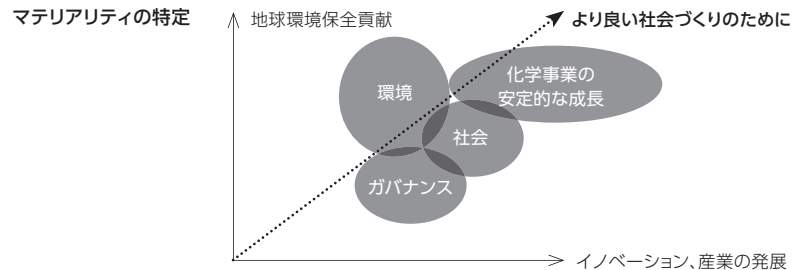 マテリアリティの特定
地球環境保全貢献
より良い社会づくりのために
環境
化学事業の
安定的な成長
社会
ガバナンス
イノベーション、産業の発展